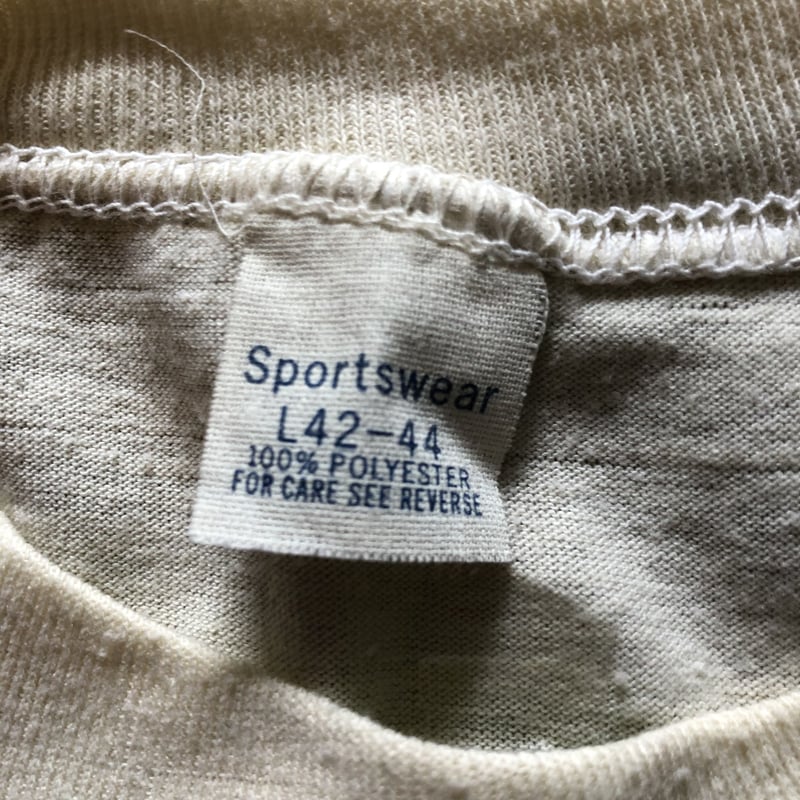 Sportswear
L42-44
100% POLYESTER
FOR CARE SEE REVERSE